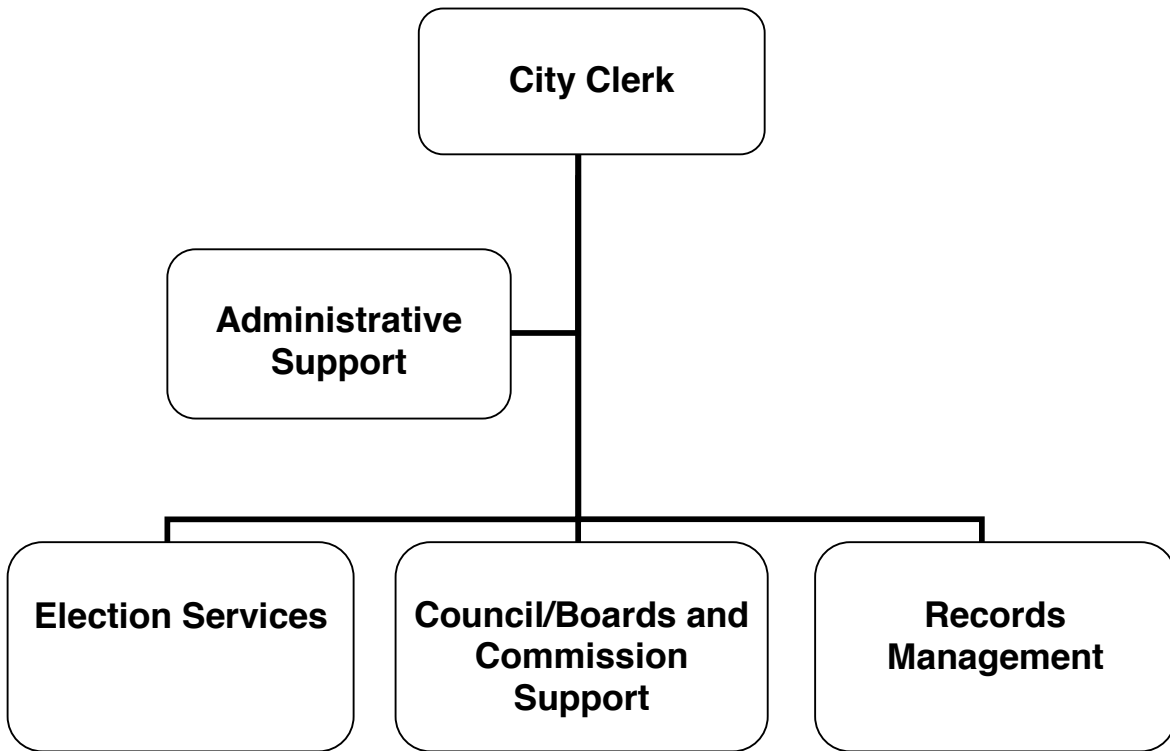 City Clerk
Administrative
Support
Election Services
Council/Boards and
Commission
Support
Records
Management